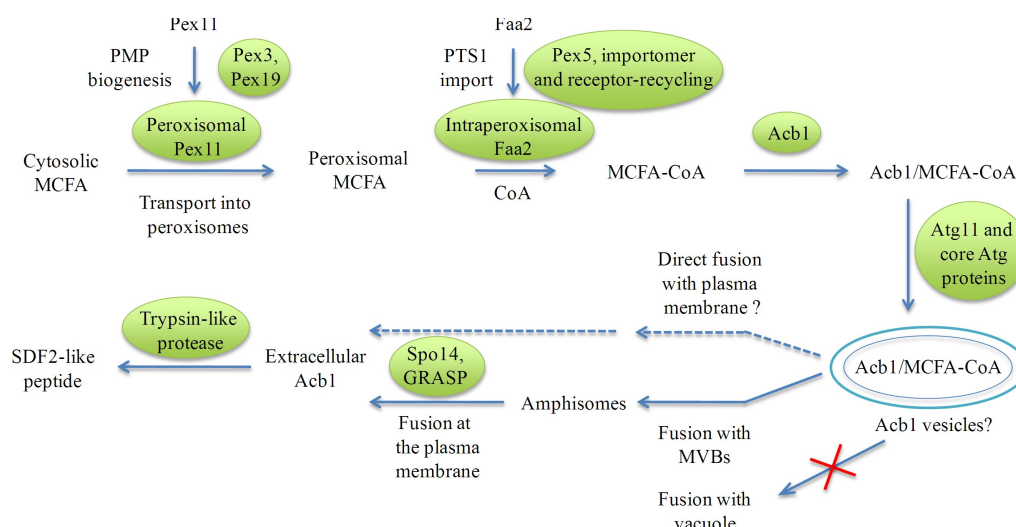 Pex11
PMP
biogenesis
Pex3,
Pex19
Peroxisomal
Pex11
Cytosolic
MCFA
Transport into
peroxisomes
Peroxisomal
MCFA
Faa2
PTS1
import
Pex5, importomer
and receptor-recycling
Intraperoxisomal
Faa2
CoA
MCFA-CoA
Acb1
Acb1/MCFA-CoA
Atg11 and
core Atg
proteins
Acb1/MCFA-CoA
Acb1 vesicles?
Direct fusion
with plasma
membrane ?
Fusion with
MVBs
Fusion with
vacuole
Amphisomes
Spo14,
GRASP
Fusion at
the plasma
membrane
Extracellular
Acb1
Trypsin-like
protease
SDF2-like
peptide